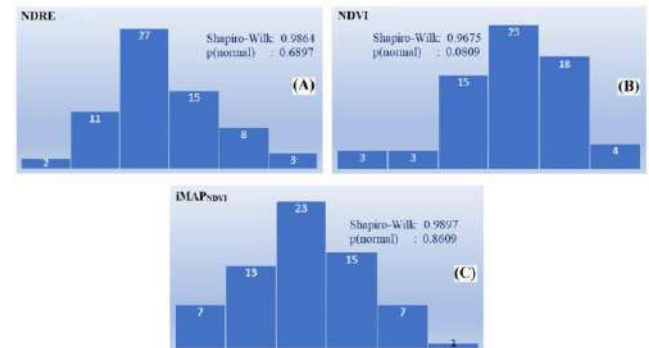 NDRE
Shapiro-Wilk: 0.9864
p(normal) : 0.6897
(A)
2
11
27
15
8
3
NDVI
Shapiro-Wilk: 0.9675
p(normal) : 0.0809
(B)
3
3
15
23
18
4
iMAPNDVI
Shapiro-Wilk: 0.9897
p(normal) : 0.8609
(C)
7
13
23
15
7
1